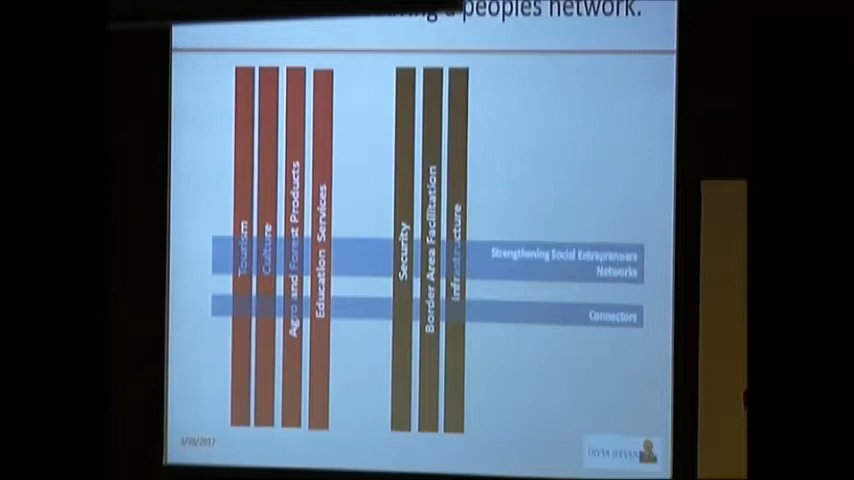 a peoples network.
Tourism
Culture
Agro and Forest Products
Education Services
Security
Border Area Facilitation
Infrastructure
Strengthening Social Entrepreneurs
Networks
Connectors
3/20/2017